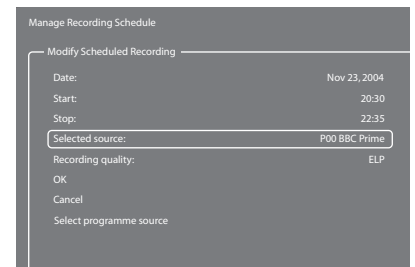 Manage Recording Schedule
Modify Scheduled Recording
Date: Nov 23, 2004
Start: 20:30
Stop: 22:35
Selected source: P00 BBC Prime
Recording quality: ELP
OK
Cancel
Select programme source